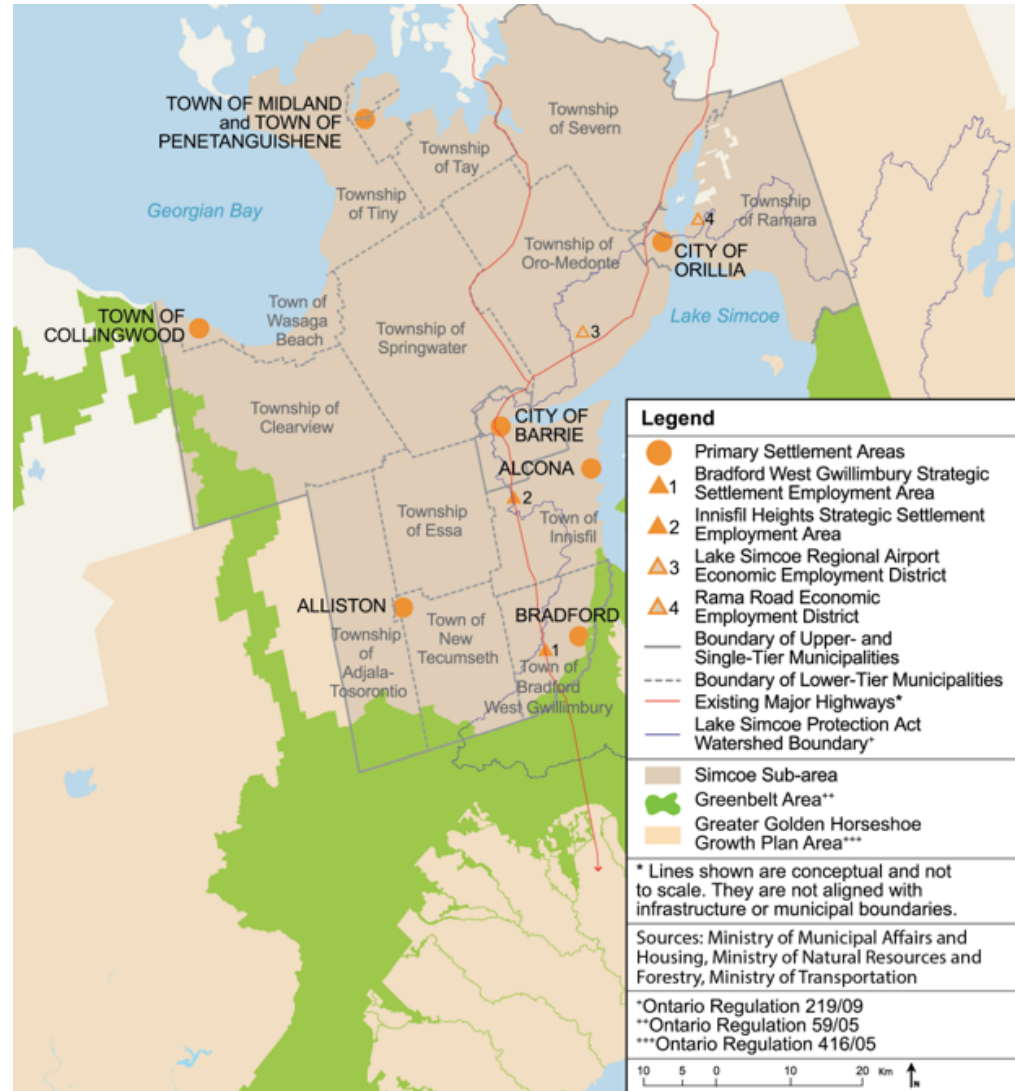 TOWN OF MIDLAND
and TOWN OF
PENETANGUISHENE
Township
of Severn
Township
of Tay
Township
of Tiny
Georgian Bay
Township
of Ramara
4
Township of
Oro-Medonte
CITY OF
ORILLIA
TOWN OF
COLLINGWOOD
Town of
Wasaga
Beach
Township of
Springwater
3
Lake Simcoe
Township of
Clearview
CITY OF
BARRIE
ALCONA
2
Township
of Essa
Town of
Innisfil
ALLISTON
Town of
New
Tecumseth
BRADFORD
Township
of
Adjala-
Tosorontio
1
Town of
Bradford
West Gwillimbury
Legend
Primary Settlement Areas
1 Bradford West Gwillimbury Strategic
Settlement Employment Area
2 Innisfil Heights Strategic Settlement
Employment Area
3 Lake Simcoe Regional Airport
Economic Employment District
4 Rama Road Economic
Employment District
Boundary of Upper- and
Single-Tier Municipalities
Boundary of Lower-Tier Municipalities
Existing Major Highways*
Lake Simcoe Protection Act
Watershed Boundary+
Simcoe Sub-area
Greenbelt Area++
Greater Golden Horseshoe
Growth Plan Area+++
* Lines shown are conceptual and not
to scale. They are not aligned with
infrastructure or municipal boundaries.
Sources: Ministry of Municipal Affairs and
Housing, Ministry of Natural Resources and
Forestry, Ministry of Transportation
+Ontario Regulation 219/09
++Ontario Regulation 59/05
+++Ontario Regulation 416/05
10 5 0 10 20 Km N